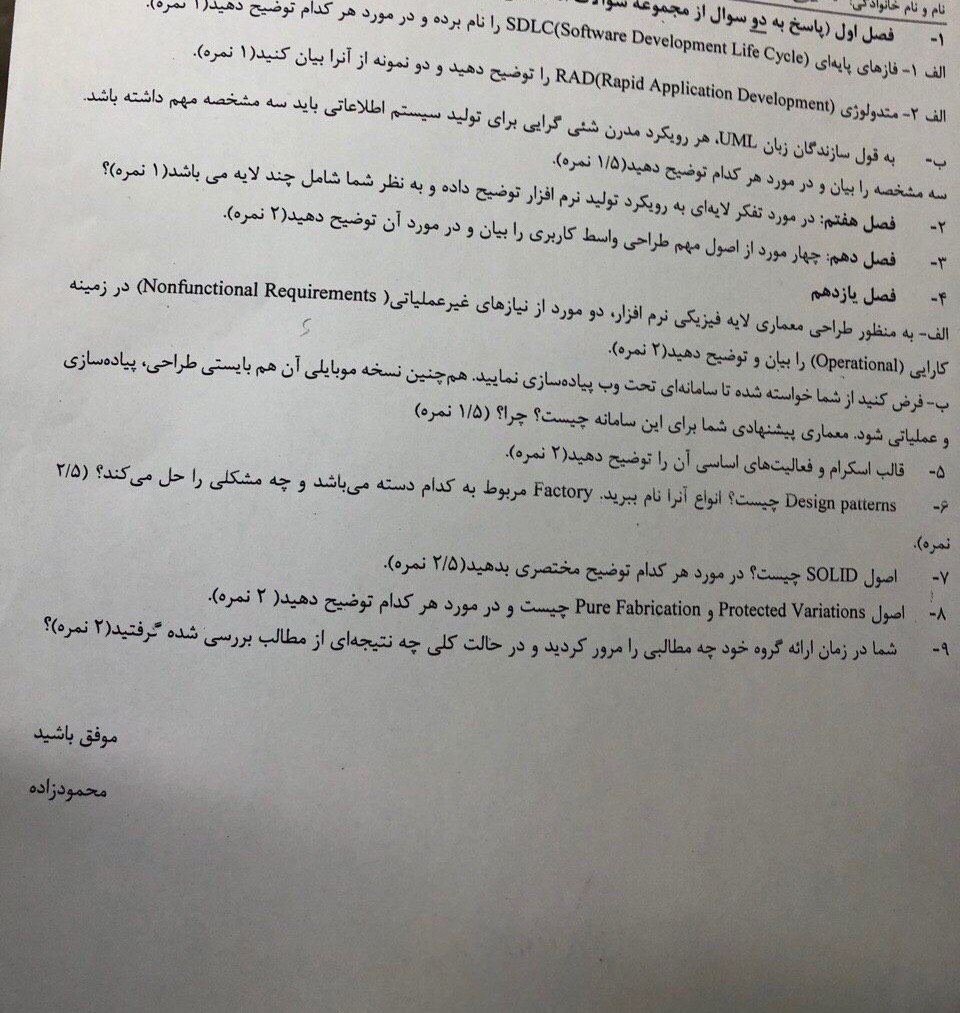 نام و نام خانوادگی:
۱- فصل اول (پاسخ به دو سوال از مجموعه سوالات
الف ۱- فازهای پایه‌ای SDLC(Software Development Life Cycle) را نام برده و در مورد هر کدام توضیح دهید(۱ نمره).
الف ۲- متدولوژی RAD(Rapid Application Development) را توضیح دهید و دو نمونه از آنرا بیان کنید(۱ نمره).
ب- به قول سازندگان زبان UML، هر رویکرد مدرن شئی گرایی برای تولید سیستم اطلاعاتی باید سه مشخصه مهم داشته باشد.
سه مشخصه را بیان و در مورد هر کدام توضیح دهید(۱/۵ نمره).
۲- فصل هفتم: در مورد تفکر لایه‌ای به رویکرد تولید نرم افزار توضیح داده و به نظر شما شامل چند لایه می باشد(۱ نمره)؟
۳- فصل دهم: چهار مورد از اصول مهم طراحی واسط کاربری را بیان و در مورد آن توضیح دهید(۲ نمره).
۴- فصل یازدهم
الف- به منظور طراحی معماری لایه فیزیکی نرم افزار، دو مورد از نیازهای غیرعملیاتی( Nonfunctional Requirements) در زمینه
کارایی (Operational) را بیان و توضیح دهید(۲ نمره).
ب- فرض کنید از شما خواسته شده تا سامانه‌ای تحت وب پیاده‌سازی نمایید. هم‌چنین نسخه موبایلی آن هم بایستی طراحی، پیاده‌سازی
و عملیاتی شود. معماری پیشنهادی شما برای این سامانه چیست؟ چرا؟ (۱/۵ نمره)
۵- قالب اسکرام و فعالیت‌های اساسی آن را توضیح دهید(۲ نمره).
۶- Design patterns چیست؟ انواع آنرا نام ببرید. Factory مربوط به کدام دسته می‌باشد و چه مشکلی را حل می‌کند؟ (۲/۵
نمره).
۷- اصول SOLID چیست؟ در مورد هر کدام توضیح مختصری بدهید(۲/۵ نمره).
۸- اصول Protected Variations و Pure Fabrication چیست و در مورد هر کدام توضیح دهید( ۲ نمره).
۹- شما در زمان ارائه گروه خود چه مطالبی را مرور کردید و در حالت کلی چه نتیجه‌ای از مطالب بررسی شده گرفتید(۲ نمره)؟
موفق باشید
محمودزاده